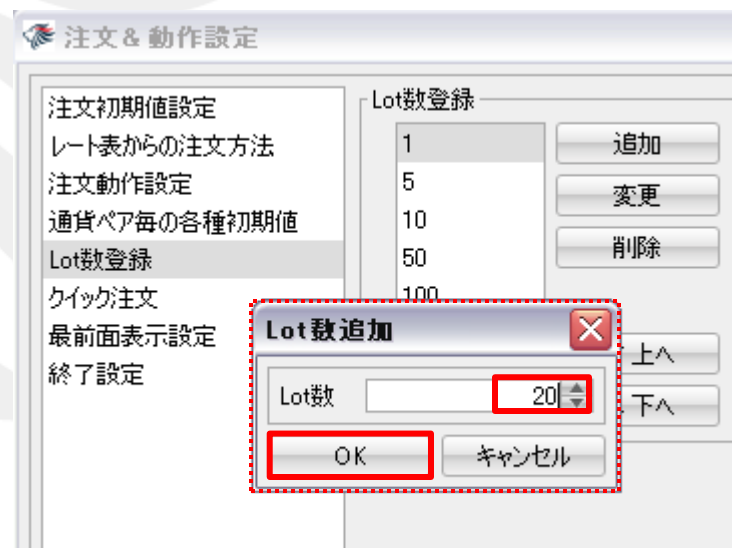 注文&動作設定
注文初期値設定
レート表からの注文方法
注文動作設定
通貨ペア毎の各種初期値
Lot数登録
クイック注文
最前面表示設定
終了設定
Lot数登録
1
5
10
50
100
追加
変更
削除
上へ
下へ
Lot数追加
Lot数
20
OK
キャンセル